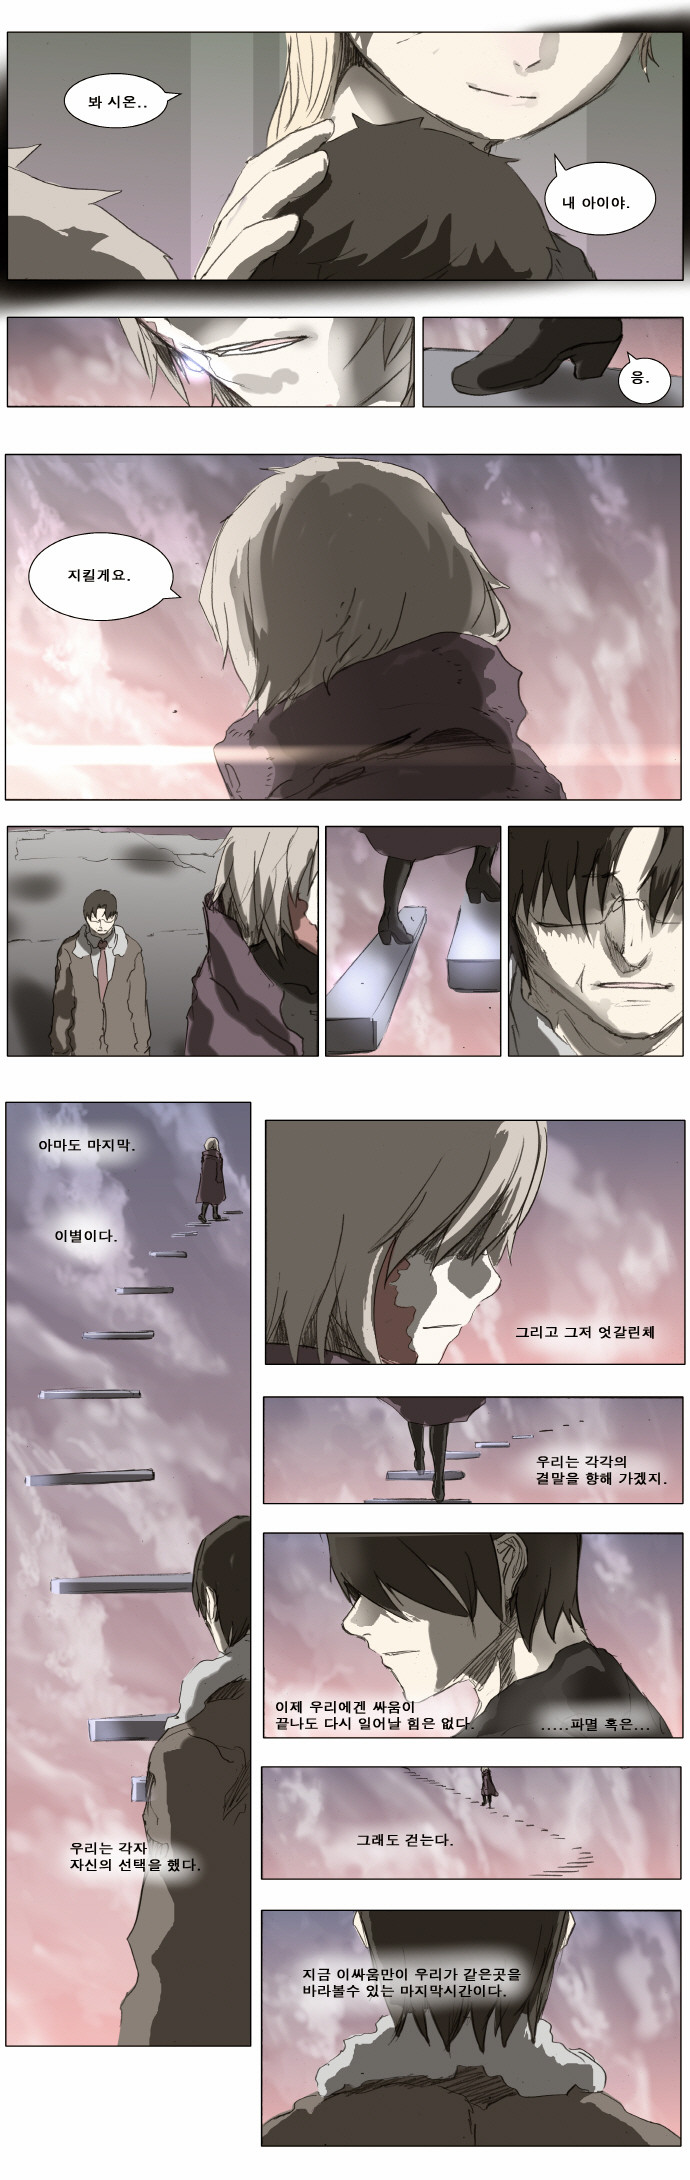 봐 시온..
내 아이야.
응.
지킬게요.
아마도 마지막.
이별이다.
우리는 각자
자신의 선택을 했다.
그리고 그저 엇갈린체
우리는 각각의
결말을 향해 가겠지.
이제 우리에겐 싸움이
끝나도 다시 일어날 힘은 없다.
.....파멸 혹은...
그래도 걷는다.
지금 이싸움만이 우리가 같은곳을
바라볼수 있는 마지막시간이다.